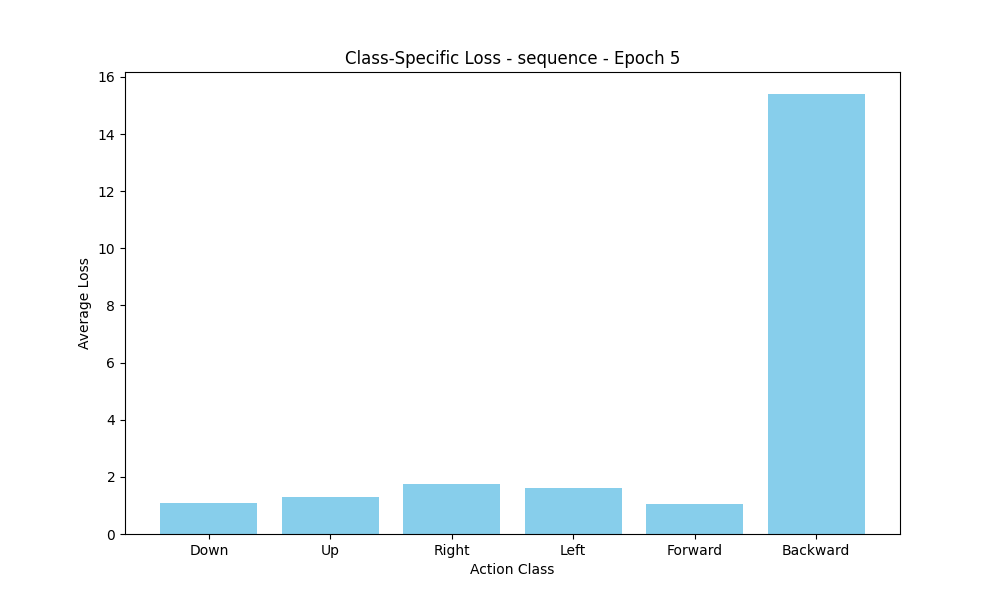 Class-Specific Loss - sequence - Epoch 5
16
14
12
10
8
6
4
2
0
Average Loss
Down Up Right Left Forward Backward
Action Class